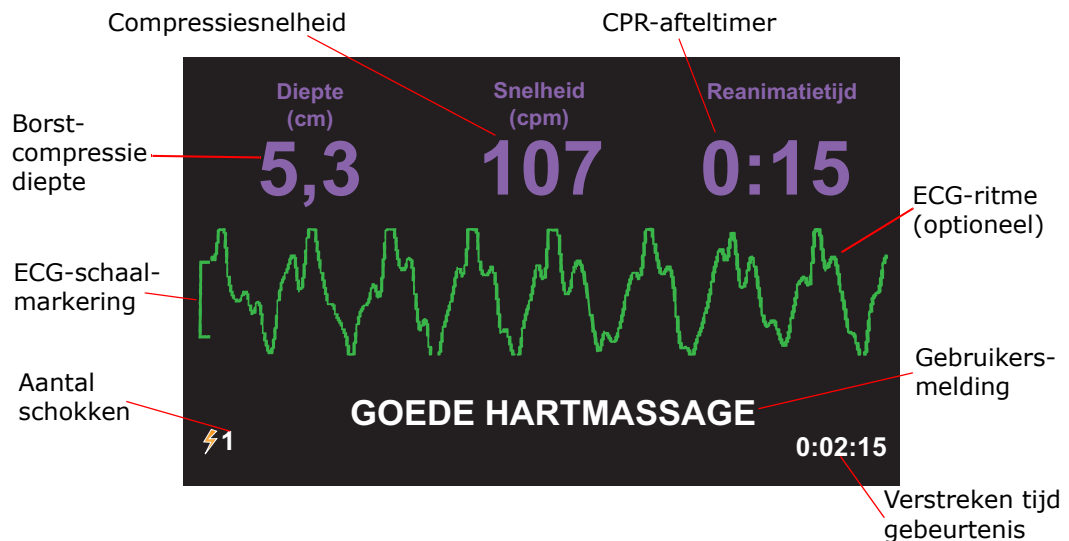 Compressiesnelheid
CPR-afteltimer
Diepte
(cm)
5,3
Snelheid
(cpm)
107
Reanimatietijd
0:15
Borst-
compressie
diepte
ECG-ritme
(optioneel)
ECG-schaal-
markering
Gebruikers-
melding
Aantal
schokken
GOEDE HARTMASSAGE
1
0:02:15
Verstreken tijd
gebeurtenis